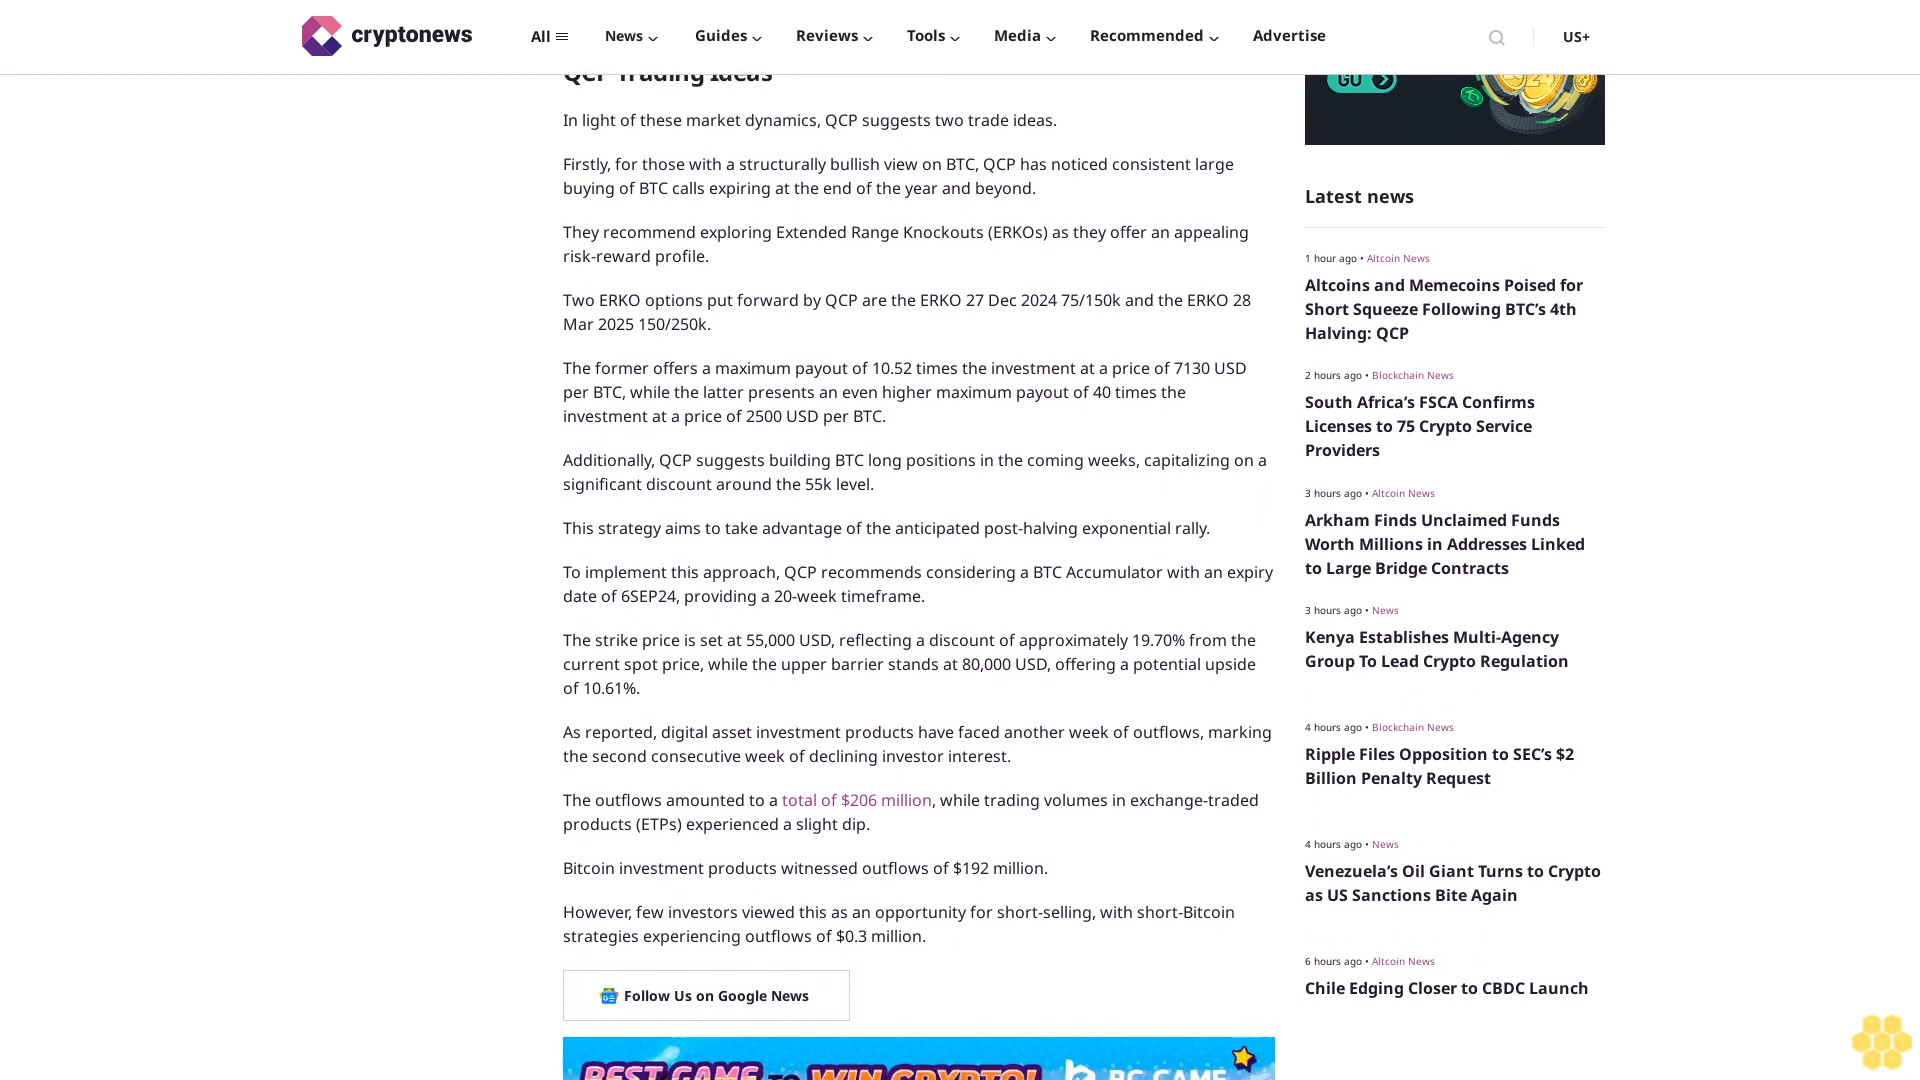 cryptonews
All
News
Guides
Reviews
Tools
Media
Recommended
Advertise
US+
QCP Trading Ideas
In light of these market dynamics, QCP suggests two trade ideas.
Firstly, for those with a structurally bullish view on BTC, QCP has noticed consistent large
buying of BTC calls expiring at the end of the year and beyond.
They recommend exploring Extended Range Knockouts (ERKOs) as they offer an appealing
risk-reward profile.
Two ERKO options put forward by QCP are the ERKO 27 Dec 2024 75/150k and the ERKO 28
Mar 2025 150/250k.
The former offers a maximum payout of 10.52 times the investment at a price of 7130 USD
per BTC, while the latter presents an even higher maximum payout of 40 times the
investment at a price of 2500 USD per BTC.
Additionally, QCP suggests building BTC long positions in the coming weeks, capitalizing on a
significant discount around the 55k level.
This strategy aims to take advantage of the anticipated post-halving exponential rally.
To implement this approach, QCP recommends considering a BTC Accumulator with an expiry
date of 6SEP24, providing a 20-week timeframe.
The strike price is set at 55,000 USD, reflecting a discount of approximately 19.70% from the
current spot price, while the upper barrier stands at 80,000 USD, offering a potential upside
of 10.61%.
As reported, digital asset investment products have faced another week of outflows, marking
the second consecutive week of declining investor interest.
The outflows amounted to a total of $206 million, while trading volumes in exchange-traded
products (ETPs) experienced a slight dip.
Bitcoin investment products witnessed outflows of $192 million.
However, few investors viewed this as an opportunity for short-selling, with short-Bitcoin
strategies experiencing outflows of $0.3 million.
Follow Us on Google News
BEST GAME TO WIN CRYPTO!
BC.GAME
GO
Latest news
1 hour ago • Altcoin News
Altcoins and Memecoins Poised for
Short Squeeze Following BTC’s 4th
Halving: QCP
2 hours ago • Blockchain News
South Africa’s FSCA Confirms
Licenses to 75 Crypto Service
Providers
3 hours ago • Altcoin News
Arkham Finds Unclaimed Funds
Worth Millions in Addresses Linked
to Large Bridge Contracts
3 hours ago • News
Kenya Establishes Multi-Agency
Group To Lead Crypto Regulation
4 hours ago • Blockchain News
Ripple Files Opposition to SEC’s $2
Billion Penalty Request
4 hours ago • News
Venezuela’s Oil Giant Turns to Crypto
as US Sanctions Bite Again
6 hours ago • Altcoin News
Chile Edging Closer to CBDC Launch